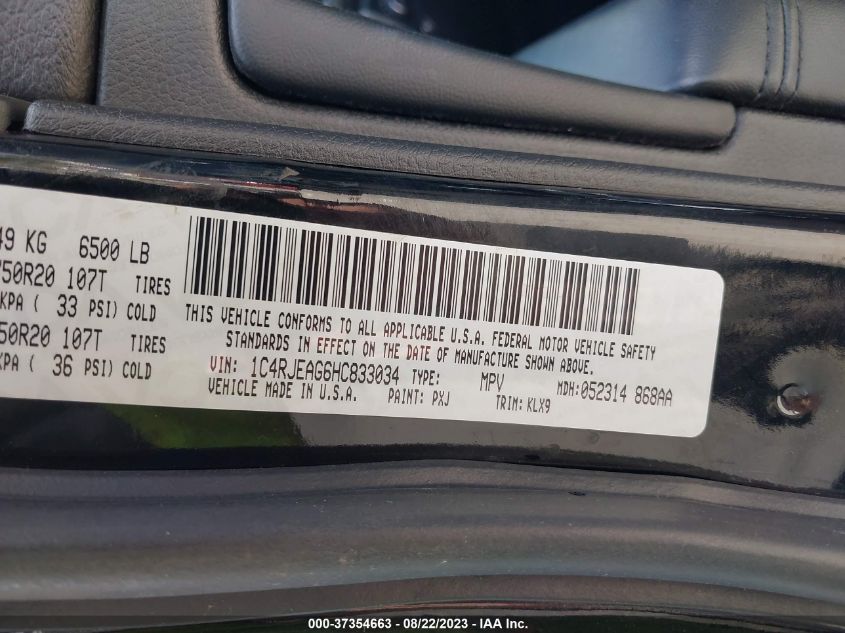 49 KG 6500 LB
50R20 107T TIRES
KPA ( 33 PSI) COLD
50R20 107T TIRES
KPA ( 36 PSI) COLD
THIS VEHICLE CONFORMS TO ALL APPLICABLE U.S.A. FEDERAL MOTOR VEHICLE SAFETY
STANDARDS IN EFFECT ON THE DATE OF MANUFACTURE SHOWN ABOVE.
VIN: 1C4RJEAG6HC833034 TYPE: MPV MDH:052314 868AA
VEHICLE MADE IN U.S.A. PAINT: PXJ TRIM: KLX9
000-37354663 - 08/22/2023 - IAAI.com